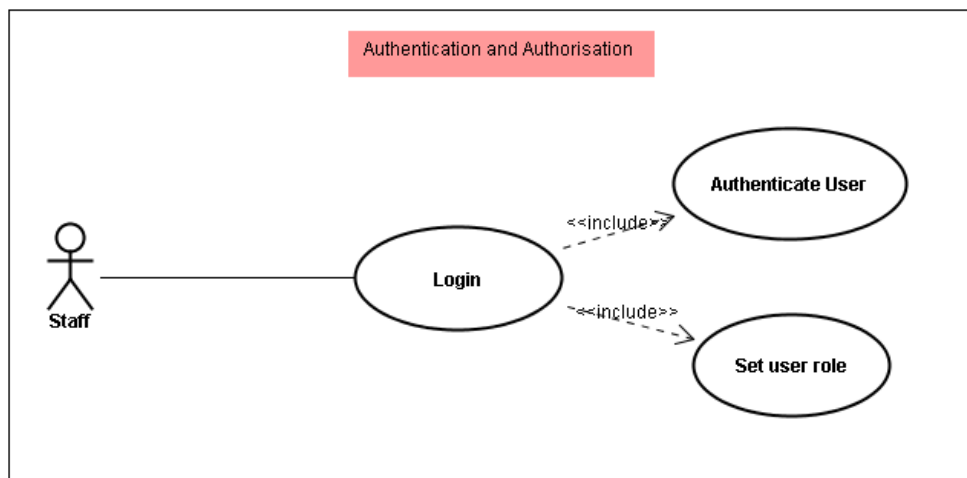 Authentication and Authorisation
Authenticate User
<<include>>
Login
<<include>>
Staff
Set user role